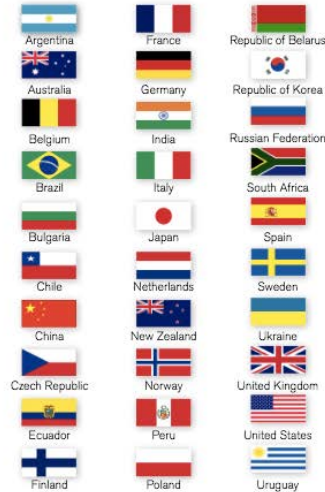 Argentina
France
Republic of Belarus
Australia
Germany
Republic of Korea
Belgium
India
Russian Federation
Brazil
Italy
South Africa
Bulgaria
Japan
Spain
Chile
Netherlands
Sweden
China
New Zealand
Ukraine
Czech Republic
Norway
United Kingdom
Ecuador
Peru
United States
Finland
Poland
Uruguay